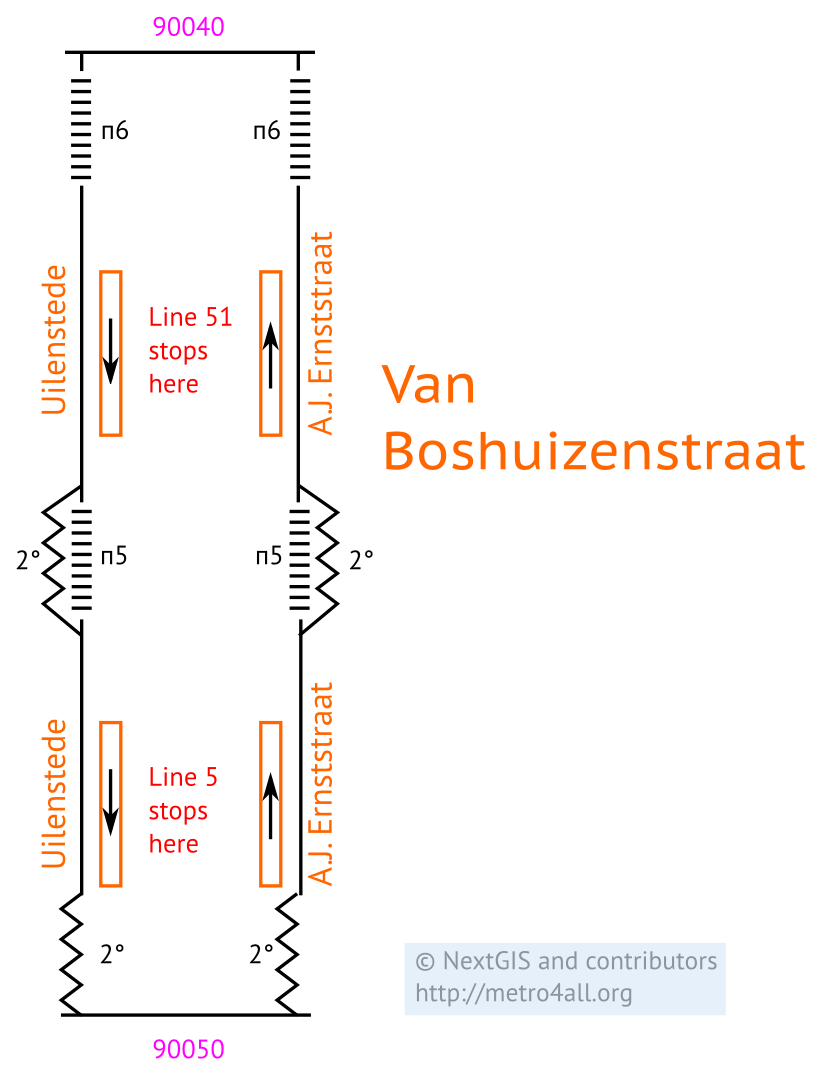 90040
п6
п6
Uilenstede
Line 51
stops
here
A.J. Ernststraat
Van
Boshuizenstraat
2°
п5
п5
2°
Uilenstede
Line 5
stops
here
A.J. Ernststraat
2°
2°
© NextGIS and contributors
http://metro4all.org
90050